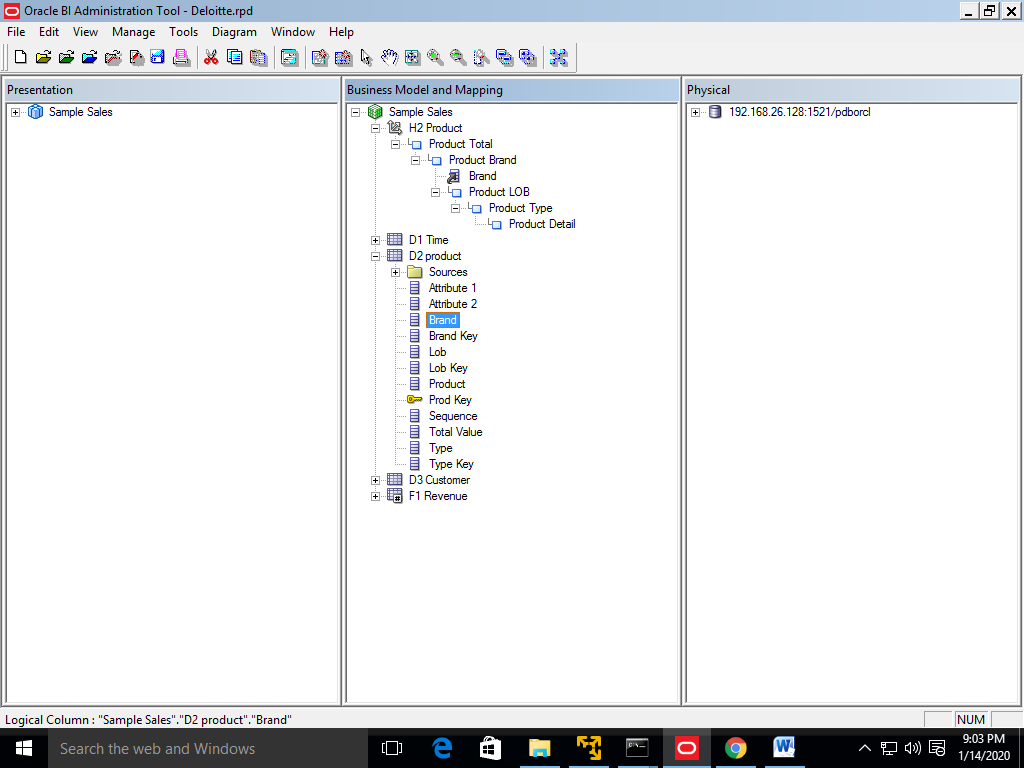 Oracle BI Administration Tool - Deloitte.rpd
File Edit View Manage Tools Diagram Window Help
Presentation
Sample Sales
Business Model and Mapping
Sample Sales
H2 Product
Product Total
Product Brand
Brand
Product LOB
Product Type
Product Detail
D1 Time
D2 product
Sources
Attribute 1
Attribute 2
Brand
Brand Key
Lob
Lob Key
Product
Prod Key
Sequence
Total Value
Type
Type Key
D3 Customer
F1 Revenue
Physical
192.168.26.128:1521/pdborcl
Logical Column : "Sample Sales"."D2 product"."Brand"
NUM
Search the web and Windows
9:03 PM
1/14/2020